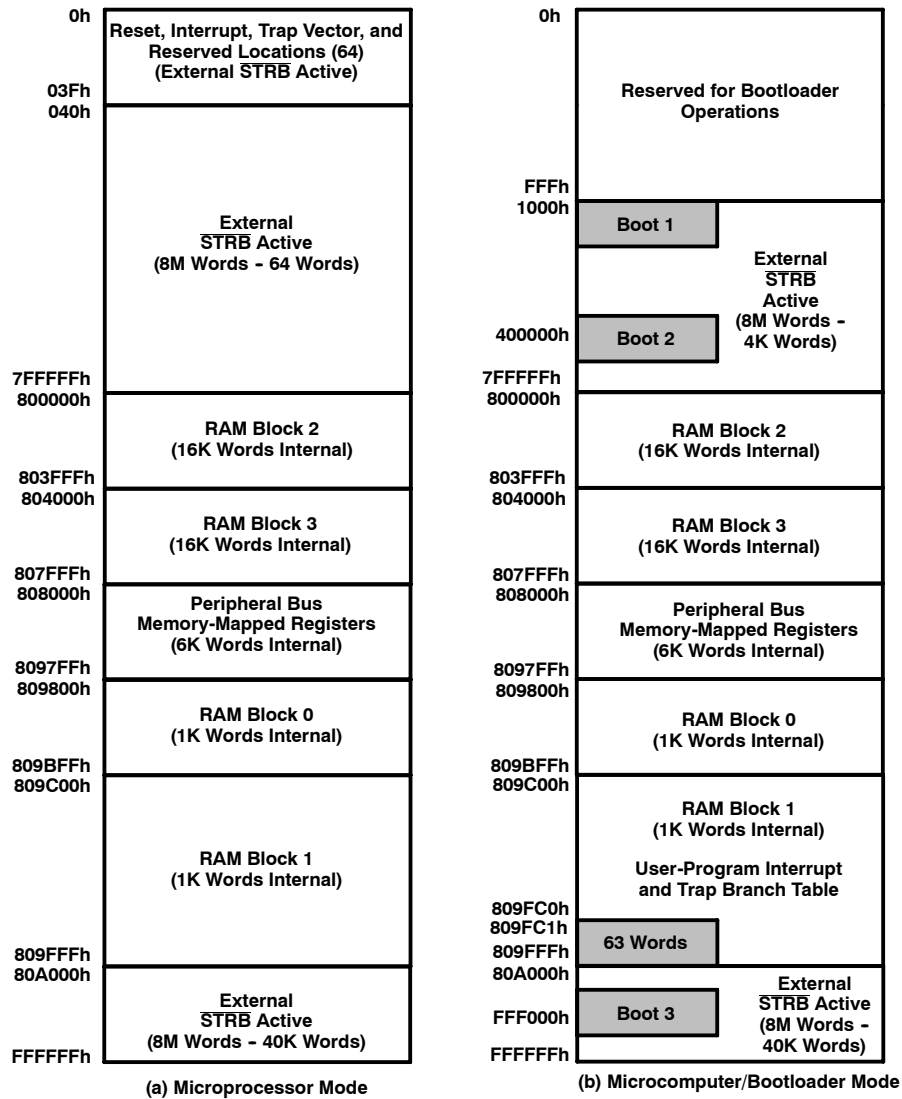 0h
Reset, Interrupt, Trap Vector, and
Reserved Locations (64)
(External STRB Active)
03Fh
040h
External
STRB Active
(8M Words - 64 Words)
7FFFFFh
800000h
RAM Block 2
(16K Words Internal)
803FFFh
804000h
RAM Block 3
(16K Words Internal)
807FFFh
808000h
Peripheral Bus
Memory-Mapped Registers
(6K Words Internal)
8097FFh
809800h
RAM Block 0
(1K Words Internal)
809BFFh
809C00h
RAM Block 1
(1K Words Internal)
809FFFh
80A000h
External
STRB Active
(8M Words - 40K Words)
FFFFFFh
(a) Microprocessor Mode
0h
Reserved for Bootloader
Operations
FFFh
1000h
Boot 1
External
STRB
Active
(8M Words -
4K Words)
400000h
Boot 2
7FFFFFh
800000h
RAM Block 2
(16K Words Internal)
803FFFh
804000h
RAM Block 3
(16K Words Internal)
807FFFh
808000h
Peripheral Bus
Memory-Mapped Registers
(6K Words Internal)
8097FFh
809800h
RAM Block 0
(1K Words Internal)
809BFFh
809C00h
RAM Block 1
(1K Words Internal)
User-Program Interrupt
and Trap Branch Table
809FC0h
809FC1h
63 Words
809FFFh
80A000h
External
STRB Active
(8M Words -
40K Words)
FFF000h
Boot 3
FFFFFFh
(b) Microcomputer/Bootloader Mode